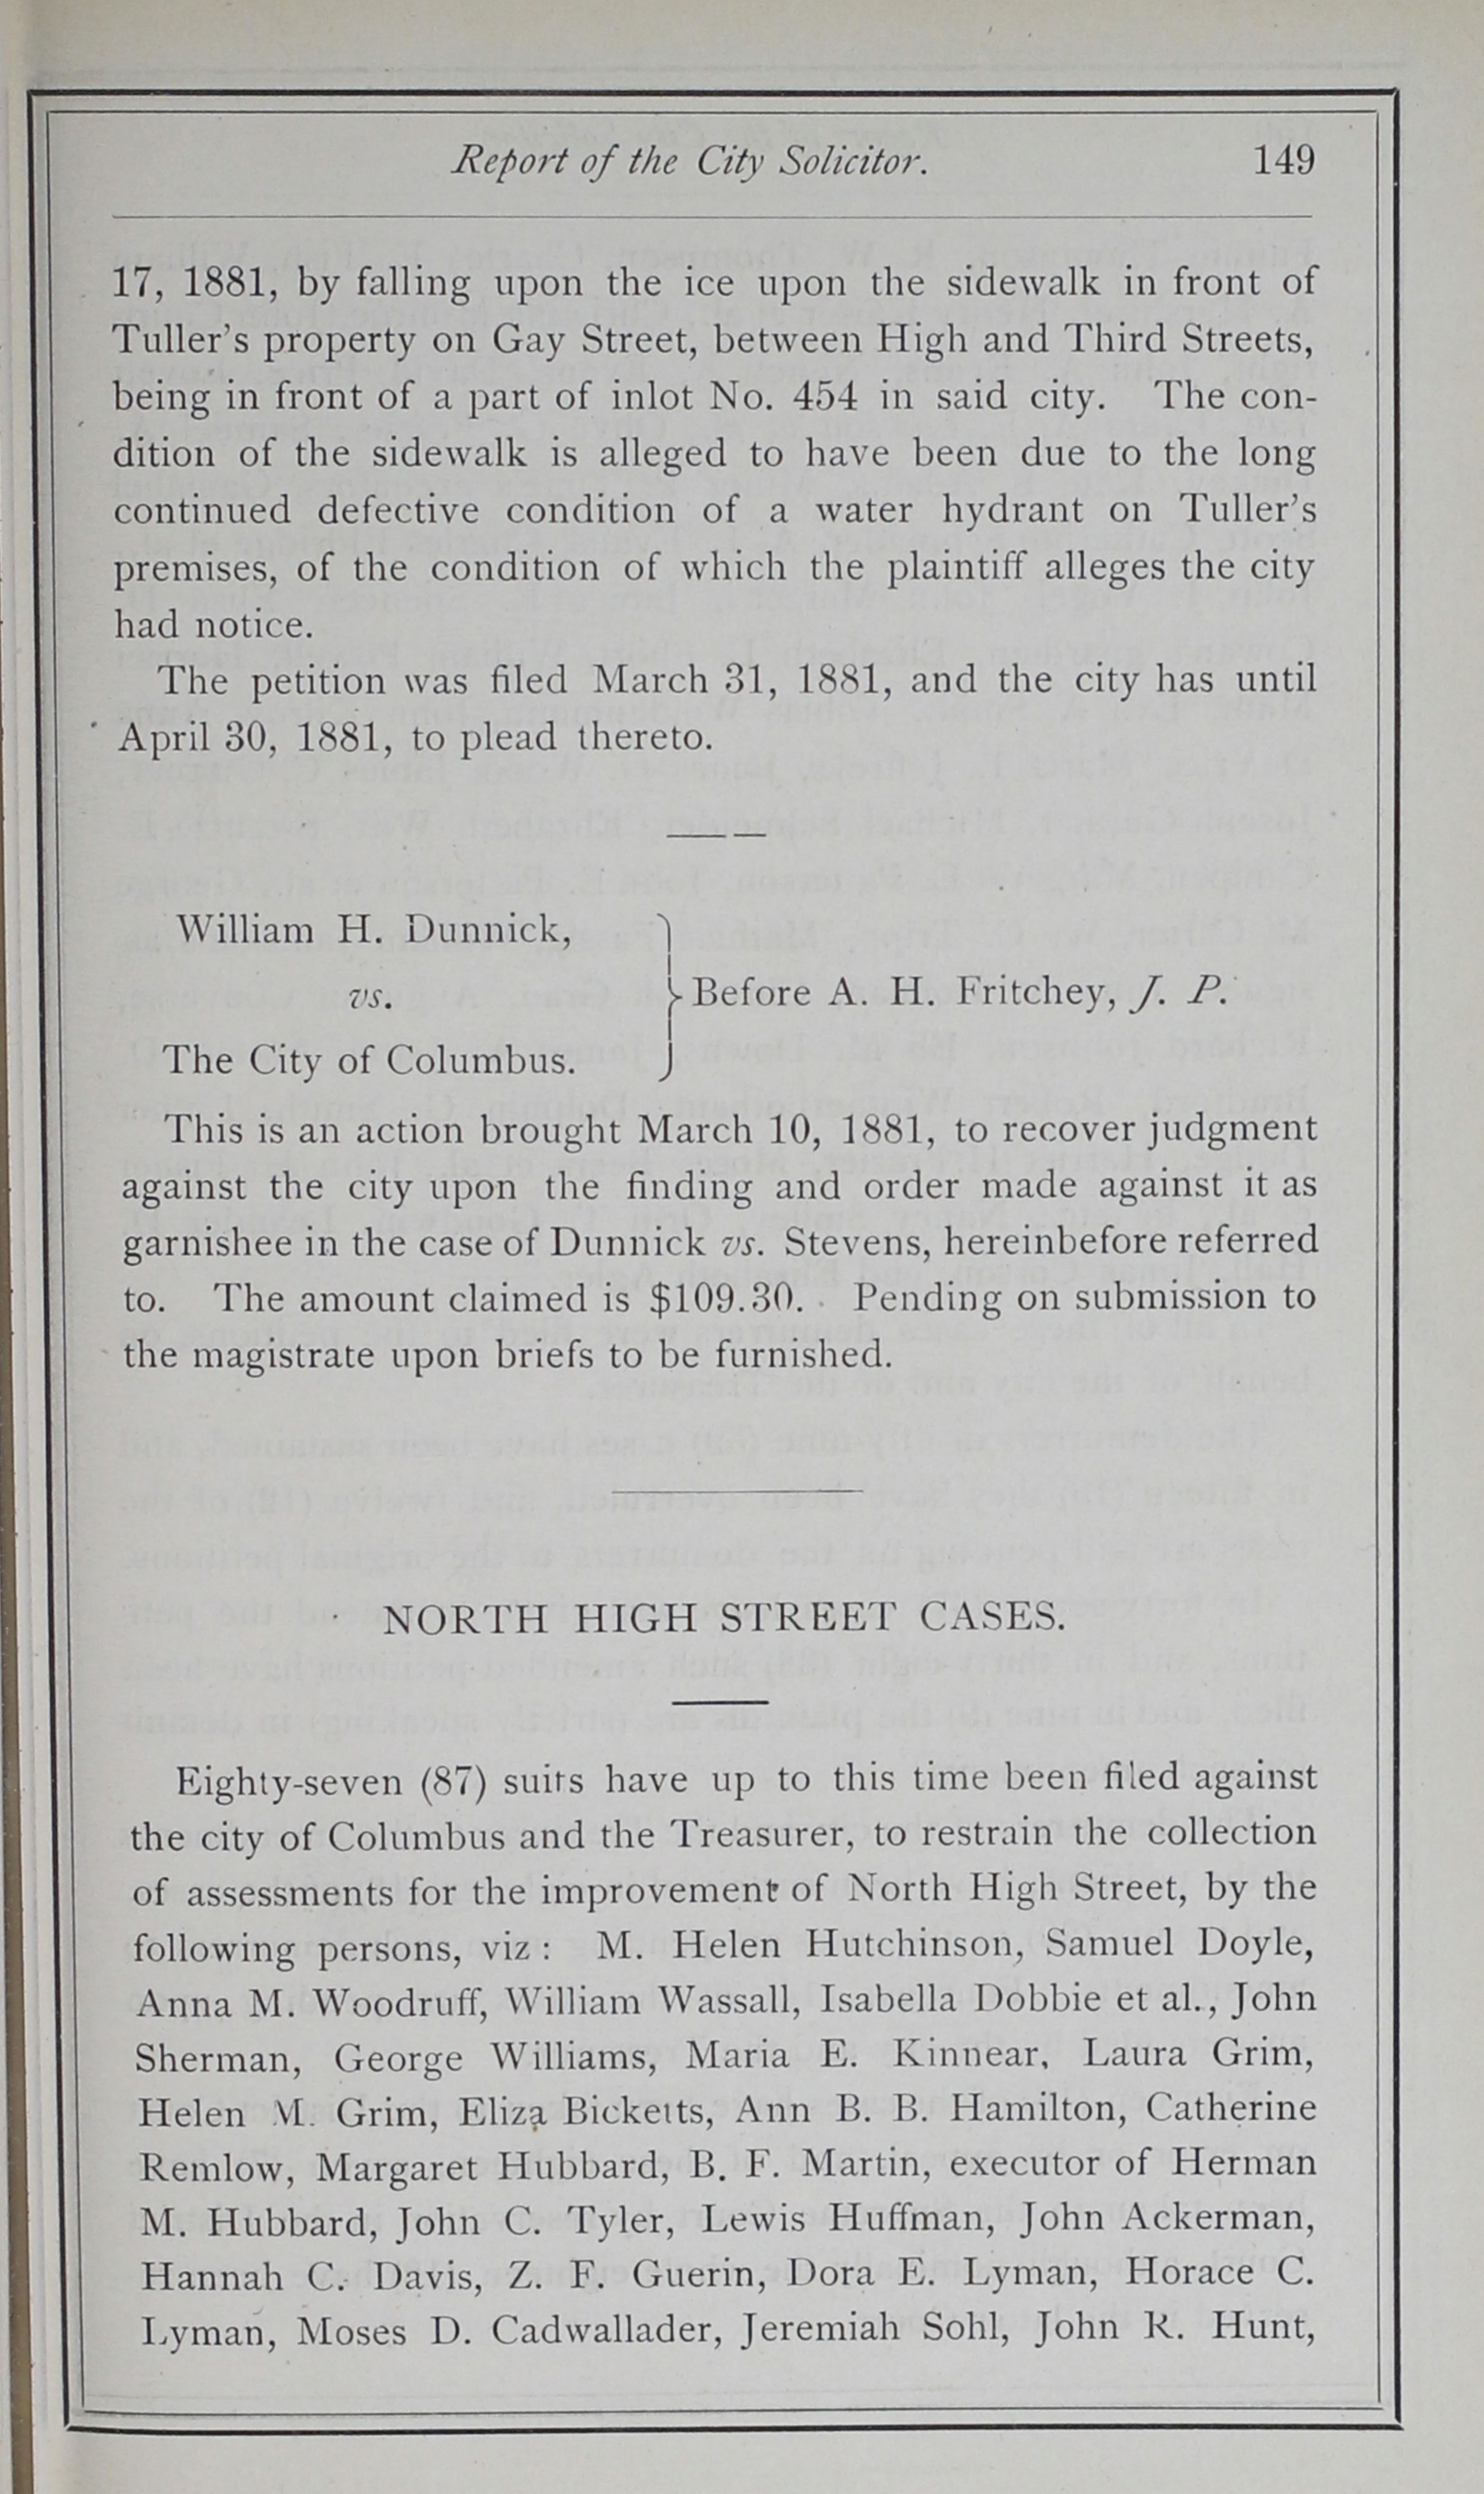 Report of the City Solicitor. 149
17, 1881, by falling upon the ice upon the sidewalk in front of
Tuller's property on Gay Street, between High and Third Streets,
being in front of a part of inlot No. 454 in said city. The con-
dition of the sidewalk is alleged to have been due to the long
continued defective condition of a water hydrant on Tuller's
premises, of the condition of which the plaintiff alleges the city
had notice.
The petition was filed March 31, 1881, and the city has until
April 30, 1881, to plead thereto.
William H. Dunnick,
vs.
The City of Columbus.
Before A. H. Fritchey, J. P.
This is an action brought March 10, 1881, to recover judgment
against the city upon the finding and order made against it as
garnishee in the case of Dunnick vs. Stevens, hereinbefore referred
to. The amount claimed is $109.30. Pending on submission to
the magistrate upon briefs to be furnished.
NORTH HIGH STREET CASES.
Eighty-seven (87) suits have up to this time been filed against
the city of Columbus and the Treasurer, to restrain the collection
of assessments for the improvement of North High Street, by the
following persons, viz: M. Helen Hutchinson, Samuel Doyle,
Anna M. Woodruff, William Wassall, Isabella Dobbie et al., John
Sherman, George Williams, Maria E. Kinnear, Laura Grim,
Helen M. Grim, Eliza Bicketts, Ann B. B. Hamilton, Catherine
Remlow, Margaret Hubbard, B. F. Martin, executor of Herman
M. Hubbard, John C. Tyler, Lewis Huffman, John Ackerman,
Hannah C. Davis, Z. F. Guerin, Dora E. Lyman, Horace C.
Lyman, Moses D. Cadwallader, Jeremiah Sohl, John R. Hunt,